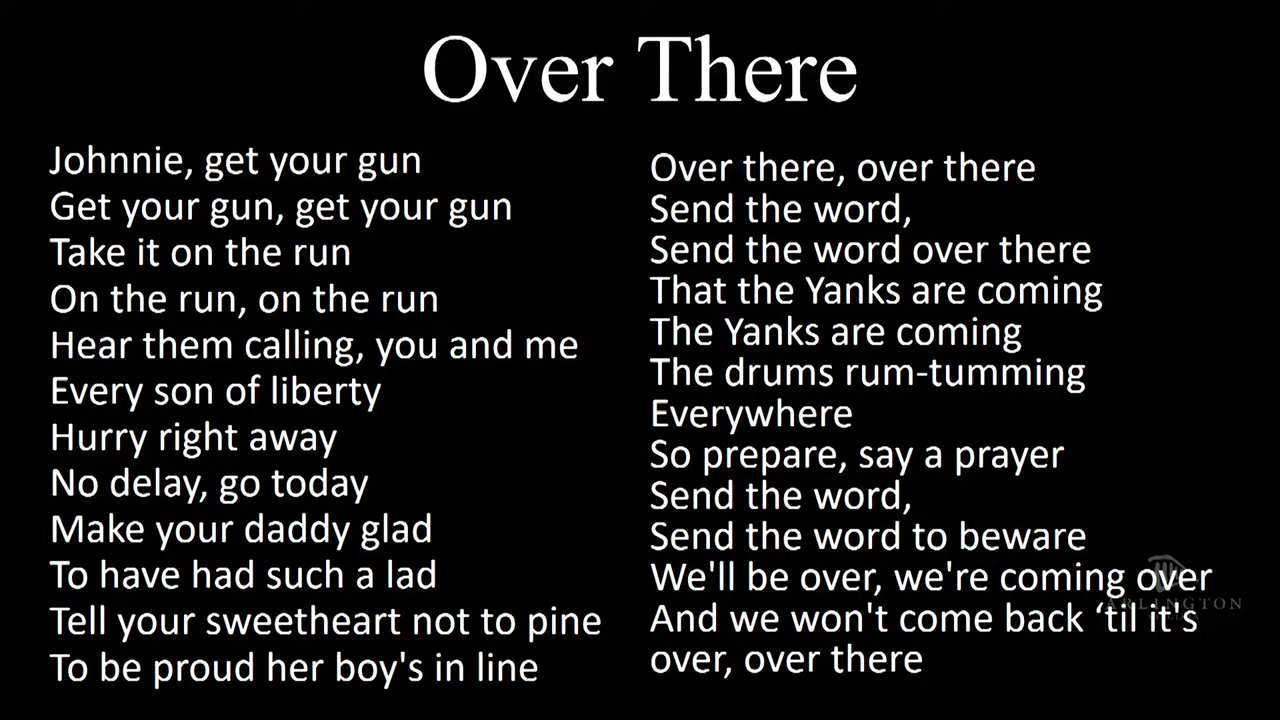 Over There
Johnnie, get your gun
Get your gun, get your gun
Take it on the run
On the run, on the run
Hear them calling, you and me
Every son of liberty
Hurry right away
No delay, go today
Make your daddy glad
To have had such a lad
Tell your sweetheart not to pine
To be proud her boy's in line
Over there, over there
Send the word,
Send the word over there
That the Yanks are coming
The Yanks are coming
The drums rum-tumming
Everywhere
So prepare, say a prayer
Send the word,
Send the word to beware
We'll be over, we're coming over
And we won't come back ‘til it's
over, over there
ARLINGTON